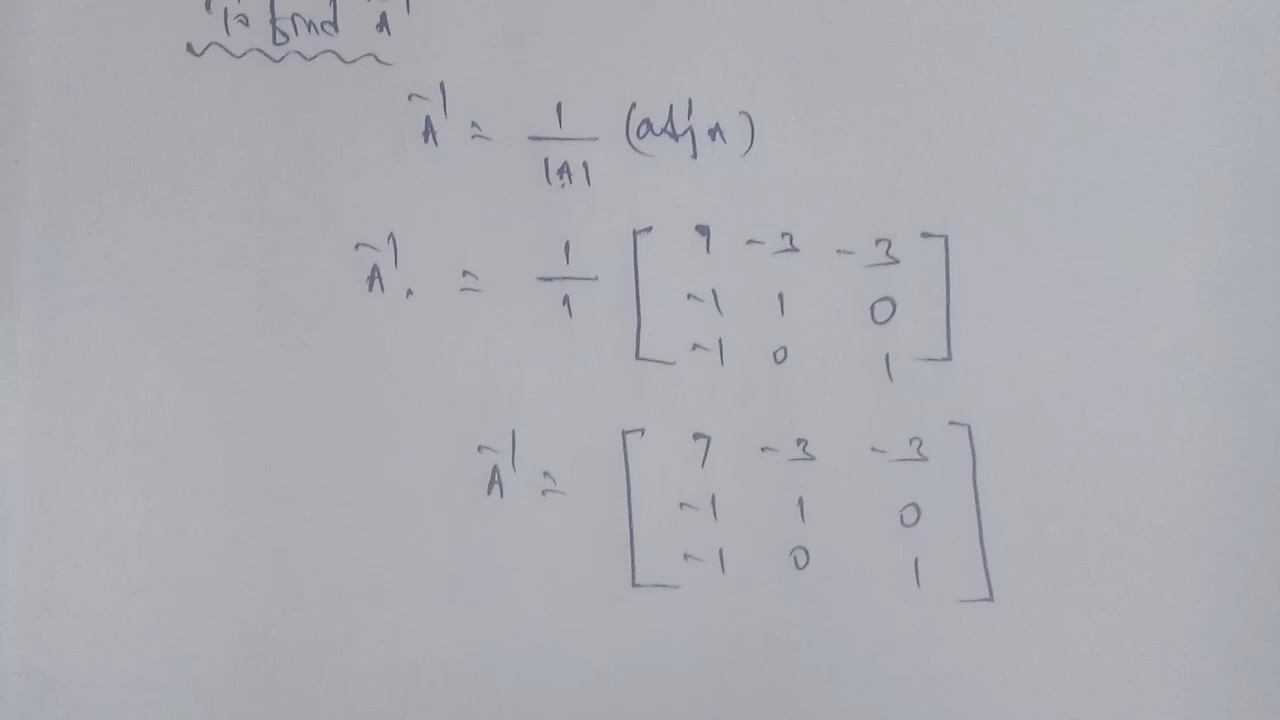 To find A⁻¹
A⁻¹ = 1/|A| (adj A)
A⁻¹. = 1/1 [ 7 -3 -3
-1 1 0
-1 0 1 ]
A⁻¹ = [ 7 -3 -3
-1 1 0
-1 0 1 ]